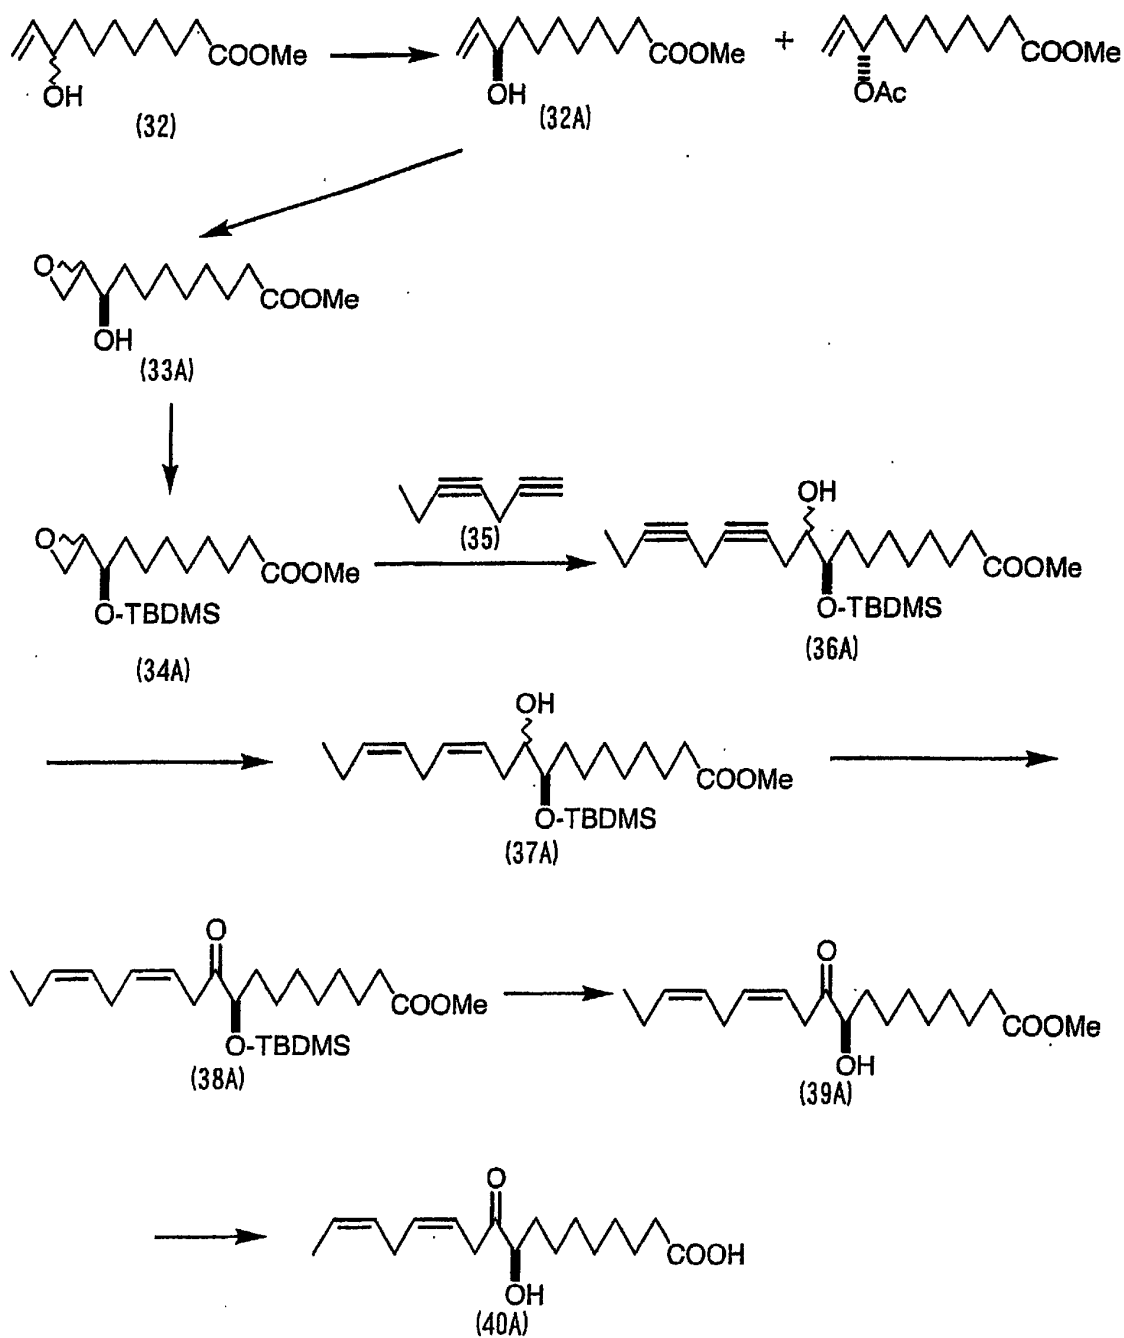 COOMe
OH
(32)
COOMe
OH
(32A)
+
COOMe
OAc
O
COOMe
OH
(33A)
O
COOMe
O-TBDMS
(34A)
(35)
OH
COOMe
O-TBDMS
(36A)
OH
COOMe
O-TBDMS
(37A)
O
COOMe
O-TBDMS
(38A)
O
COOMe
OH
(39A)
O
COOH
OH
(40A)